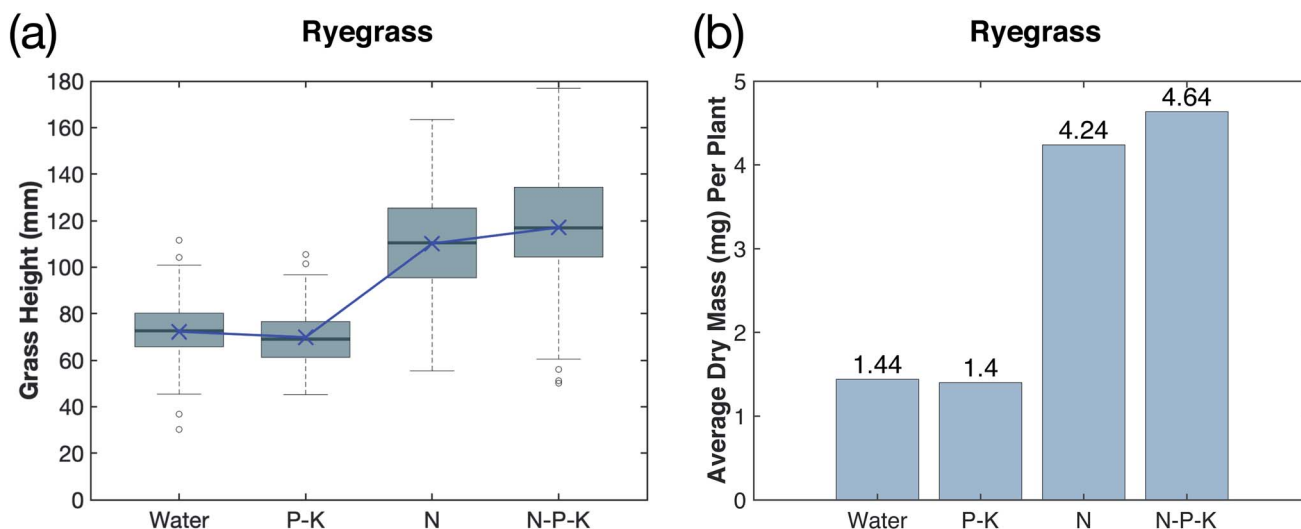 (a)
Ryegrass
Grass Height (mm)
180
160
140
120
100
80
60
40
20
0
Water P-K N N-P-K
(b)
Ryegrass
Average Dry Mass (mg) Per Plant
5
4
3
2
1
0
1.44
1.4
4.24
4.64
Water P-K N N-P-K